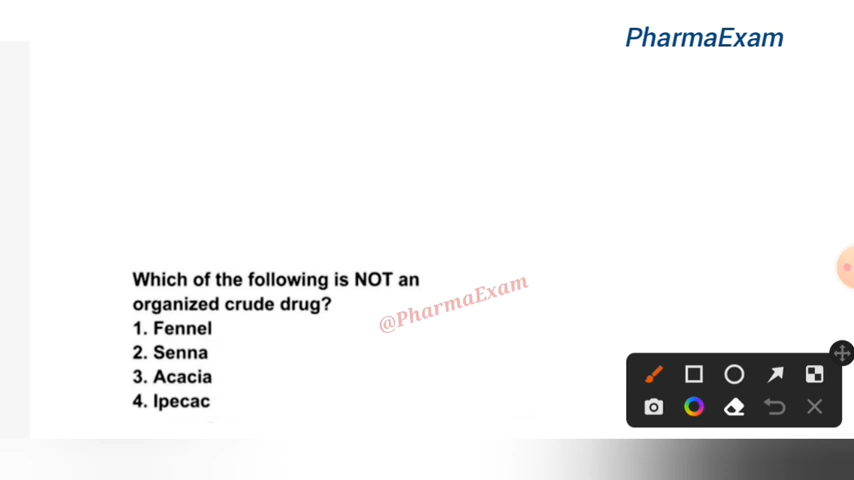 PharmaExam
Which of the following is NOT an
organized crude drug?
@PharmaExam
1. Fennel
2. Senna
3. Acacia
4. Ipecac